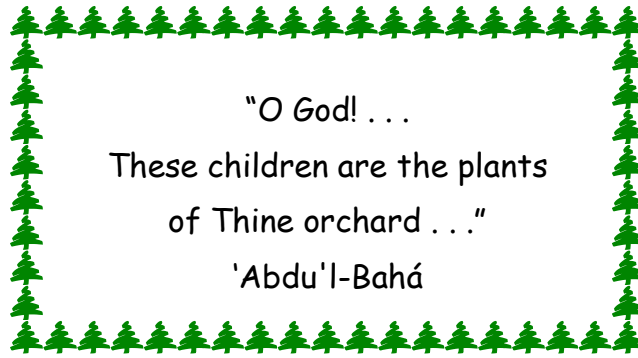 “O God! . . .
These children are the plants
of Thine orchard . . .”
‘Abdu'l-Bahá